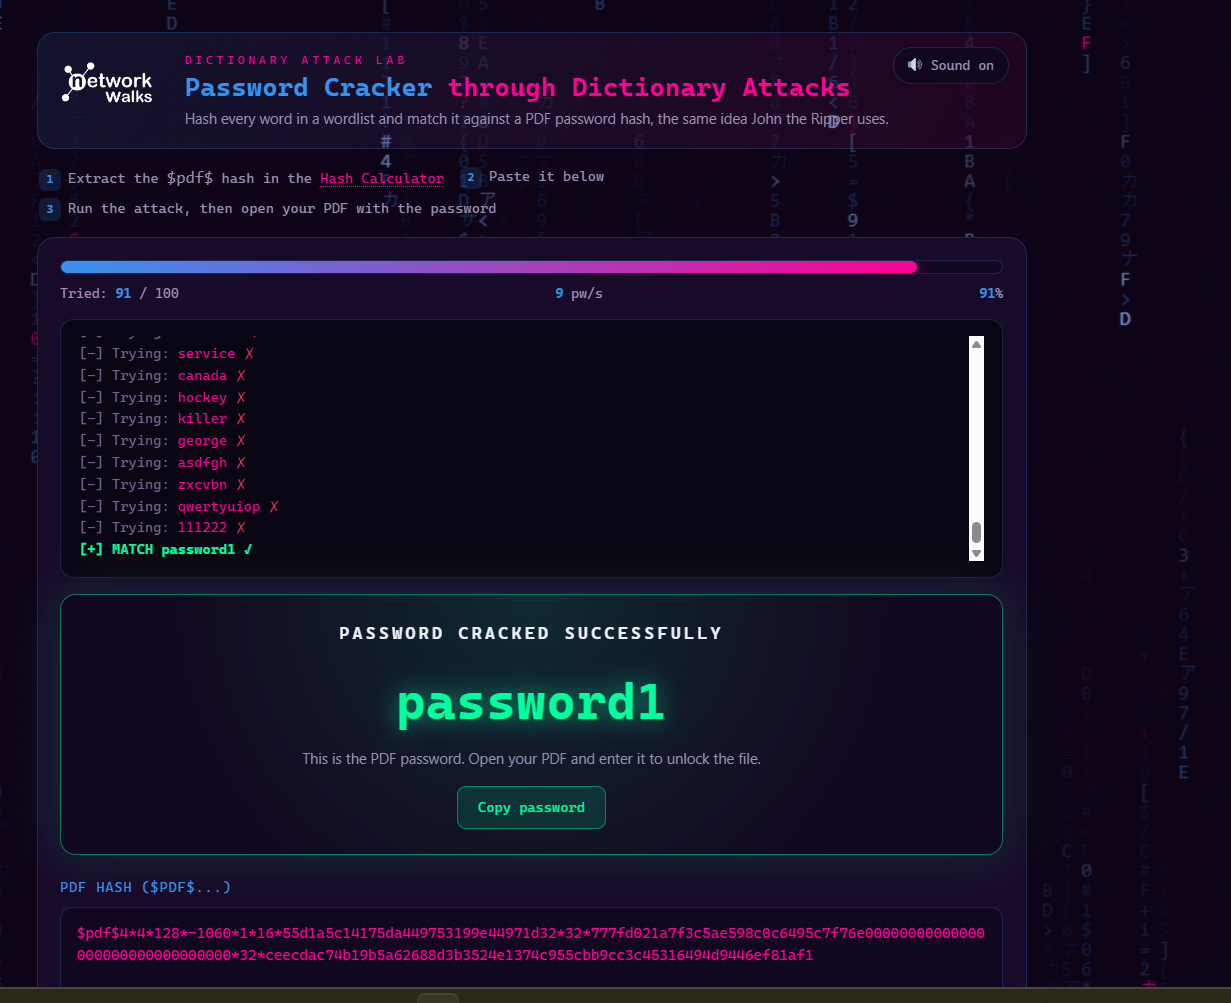 network
Walks
DICTIONARY ATTACK LAB
Password Cracker through Dictionary Attacks
Hash every word in a wordlist and match it against a PDF password hash, the same idea John the Ripper uses.
Sound on
1 Extract the $pdf$ hash in the Hash Calculator
2 Paste it below
3 Run the attack, then open your PDF with the password
Tried: 91 / 100
9 pw/s
91%
[-] Trying: service ✗
[-] Trying: canada ✗
[-] Trying: hockey ✗
[-] Trying: killer ✗
[-] Trying: george ✗
[-] Trying: asdfgh ✗
[-] Trying: zxcvbn ✗
[-] Trying: qwertyuiop ✗
[-] Trying: 111222 ✗
[+] MATCH password1 ✓
PASSWORD CRACKED SUCCESSFULLY
password1
This is the PDF password. Open your PDF and enter it to unlock the file.
Copy password
PDF HASH ($PDF$...)
$pdf$4*4*128*-1060*1*16*55d1a5c14175da449753199e44971d32*32*777fd021a7f3c5ae598c0c6495c7f76e00000000000000
000000000000000000*32*ceecdac74b19b5a62688d3b3524e1374c955cbb9cc3c45316494d9446ef81af1